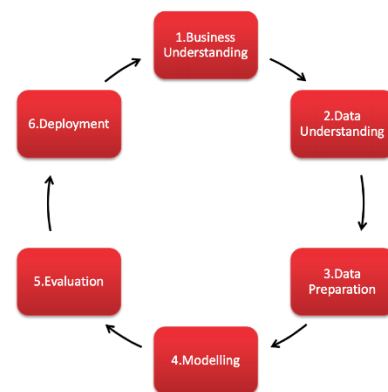 1.Business
Understanding
2.Data
Understanding
3.Data
Preparation
4.Modelling
5.Evaluation
6.Deployment